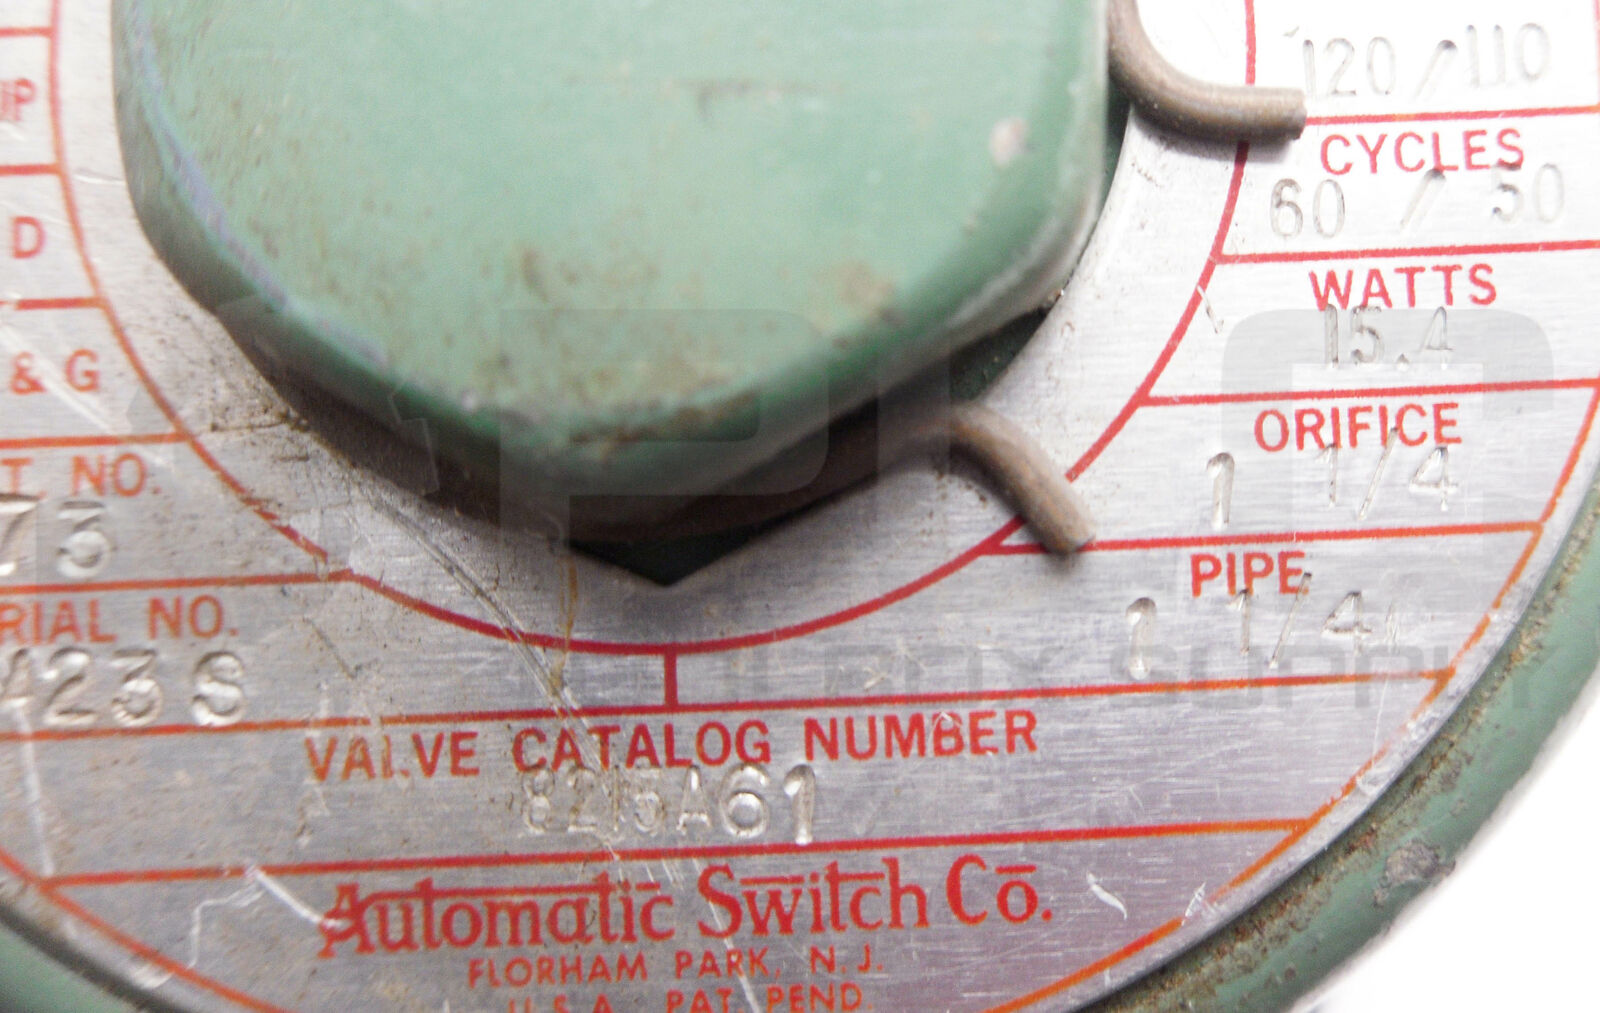 120/110
CYCLES
60 / 50
WATTS
15.4
ORIFICE
1 1/4
PIPE
1 1/4
D
& G
T. NO.
73
RIAL NO.
A23S
VALVE CATALOG NUMBER
8215A61
Automatic Switch Co.
FLORHAM PARK, N.J.
U.S.A. PAT. PEND.